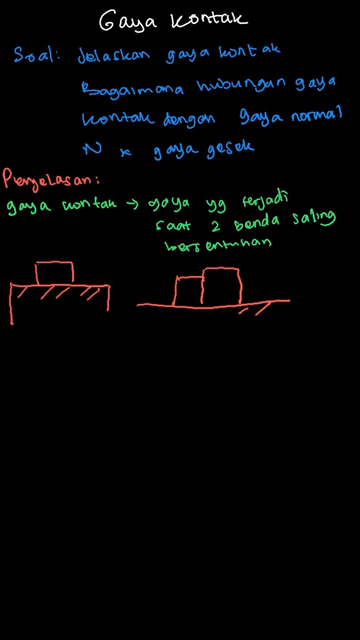 Gaya Kontak
Soal: Jelaskan gaya kontak
Bagaimana hubungan gaya
kontak dengan gaya normal
N x gaya gesek
Penjelasan:
gaya kontak → gaya yg terjadi
saat 2 benda saling
bersentuhan